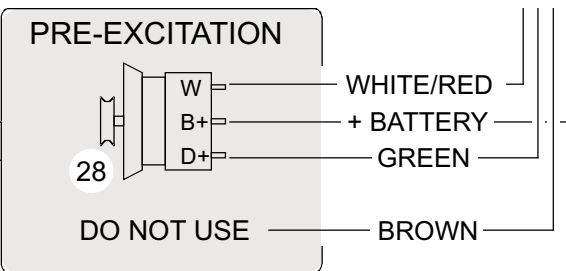 PRE-EXCITATION
W WHITE/RED
B+ + BATTERY
D+ GREEN
28
DO NOT USE BROWN